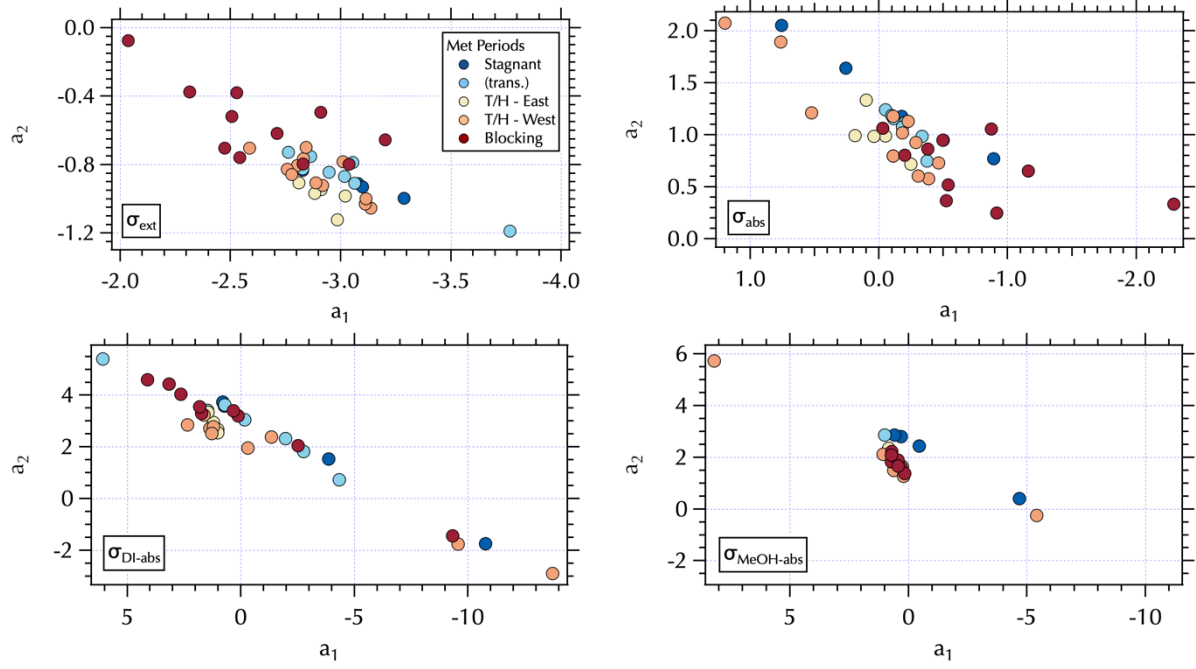 0.0
-0.4
-0.8
-1.2
a2
Met Periods
Stagnant
(trans.)
T/H - East
T/H - West
Blocking
σext
-2.0 -2.5 -3.0 -3.5 -4.0
a1
2.0
1.5
1.0
0.5
0.0
a2
σabs
1.0 0.0 -1.0 -2.0
a1
4
2
0
-2
a2
σDI-abs
5 0 -5 -10
a1
6
4
2
0
-2
a2
σMeOH-abs
5 0 -5 -10
a1